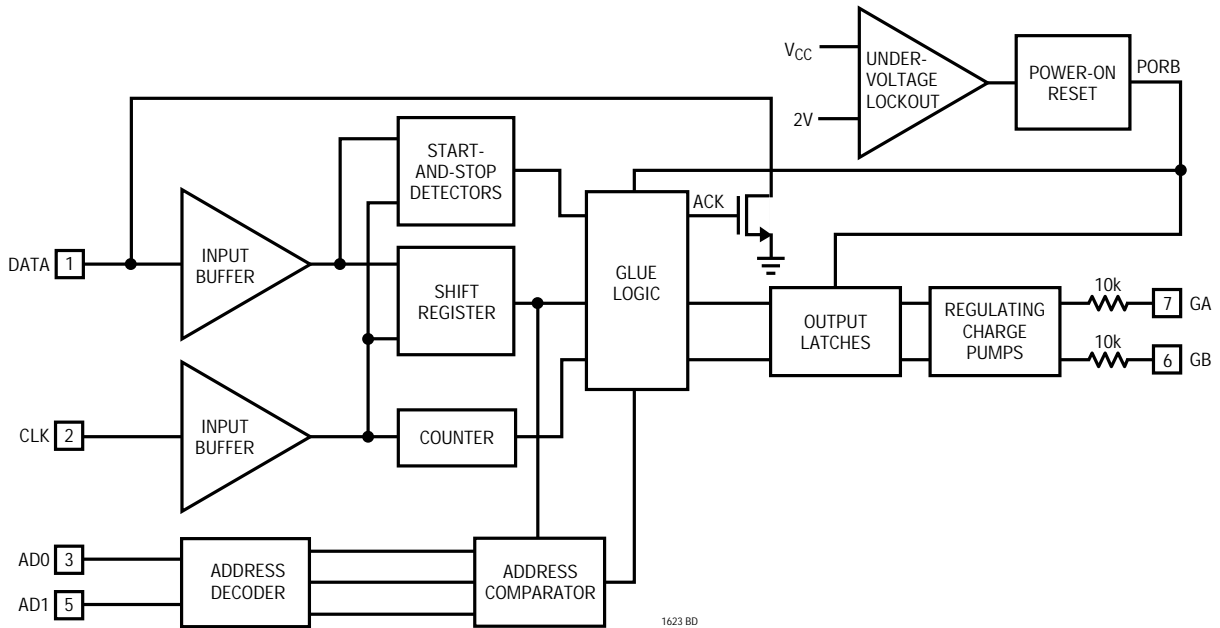 VCC
2V
UNDER-
VOLTAGE
LOCKOUT
POWER-ON
RESET
PORB
START-
AND-STOP
DETECTORS
ACK
DATA
1
INPUT
BUFFER
SHIFT
REGISTER
GLUE
LOGIC
OUTPUT
LATCHES
REGULATING
CHARGE
PUMPS
10k
7
GA
10k
6
GB
CLK
2
INPUT
BUFFER
COUNTER
AD0
3
AD1
5
ADDRESS
DECODER
ADDRESS
COMPARATOR
1623 BD